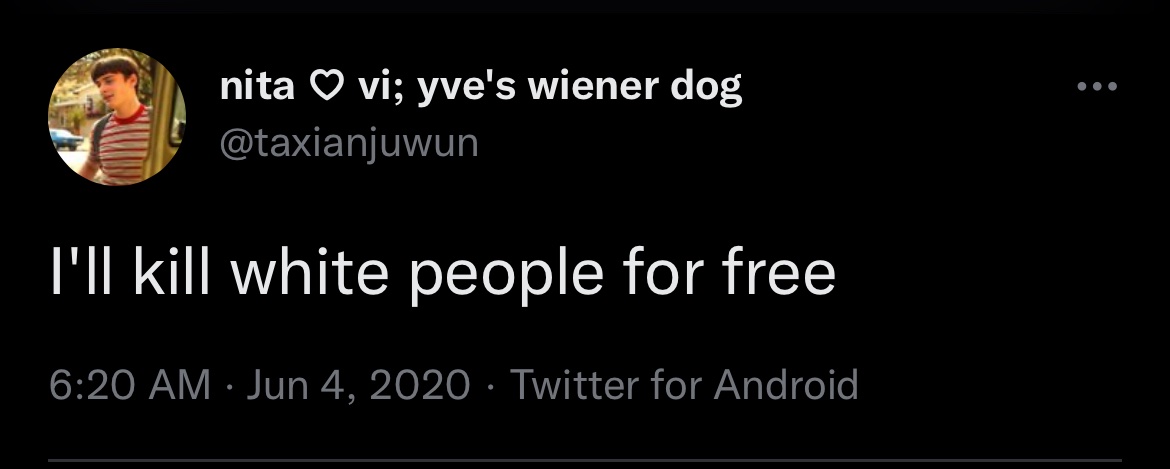 nita ♡ vi; yve's wiener dog
@taxianjuwun
I'll kill white people for free
6:20 AM · Jun 4, 2020 · Twitter for Android